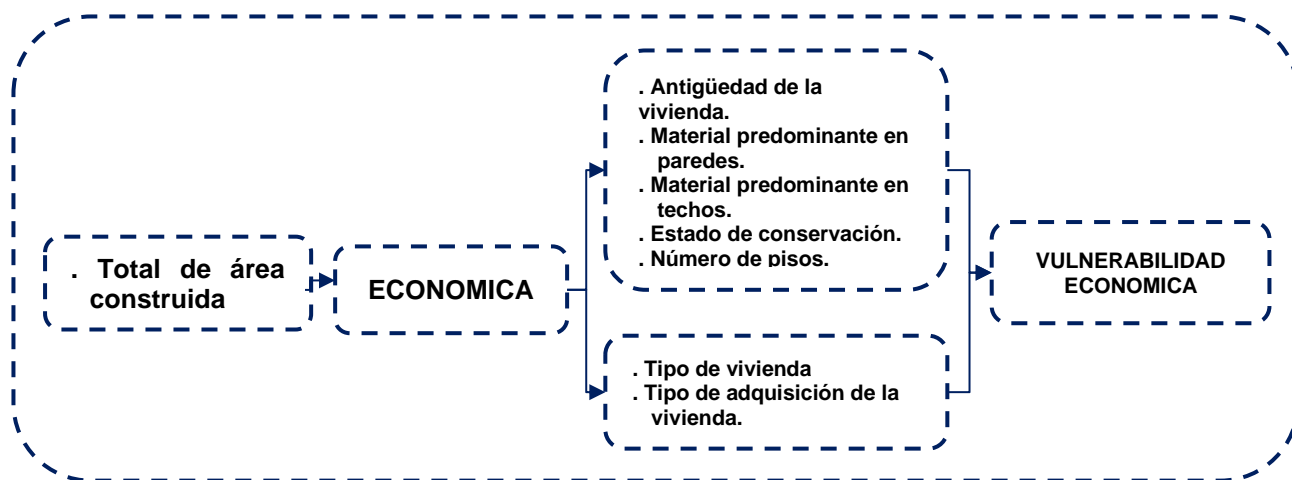 . Total de área
construida
ECONOMICA
. Antigüedad de la
vivienda.
. Material predominante en
paredes.
. Material predominante en
techos.
. Estado de conservación.
. Número de pisos.
. Tipo de vivienda
. Tipo de adquisición de la
vivienda.
VULNERABILIDAD
ECONOMICA